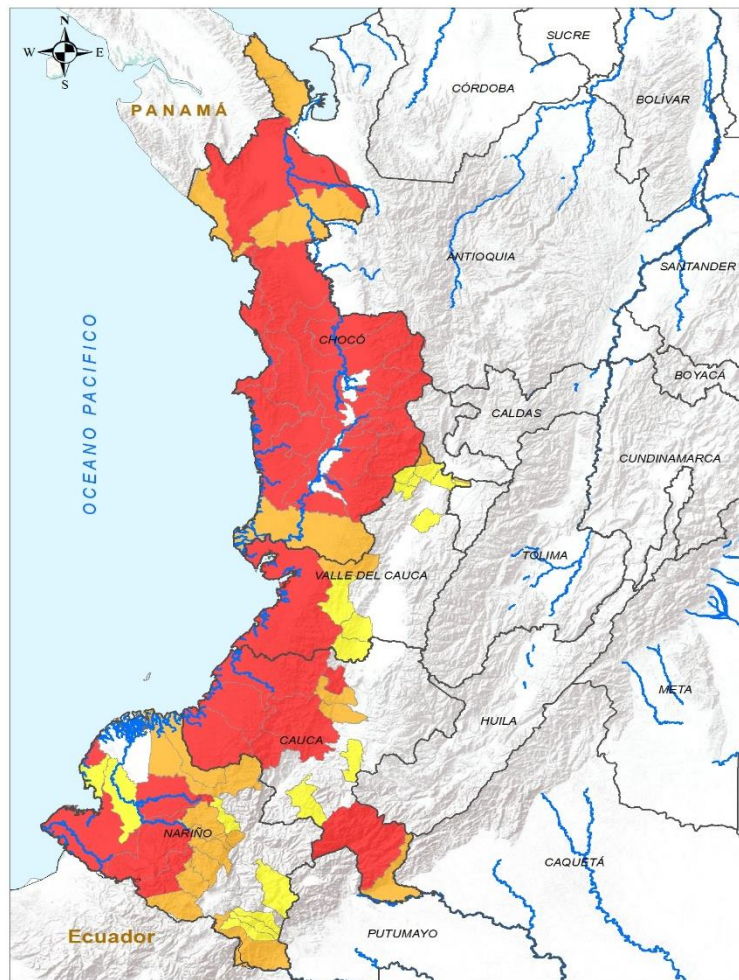 N
W E
S
PANAMÁ
SUCRE
CÓRDOBA
BOLÍVAR
ANTIOQUIA
SANTANDER
OCEANO PACIFICO
CHOCÓ
BOYACÁ
CALDAS
CUNDINAMARCA
TOLIMA
VALLE DEL CAUCA
META
HUILA
CAUCA
NARIÑO
CAQUETÁ
Ecuador
PUTUMAYO